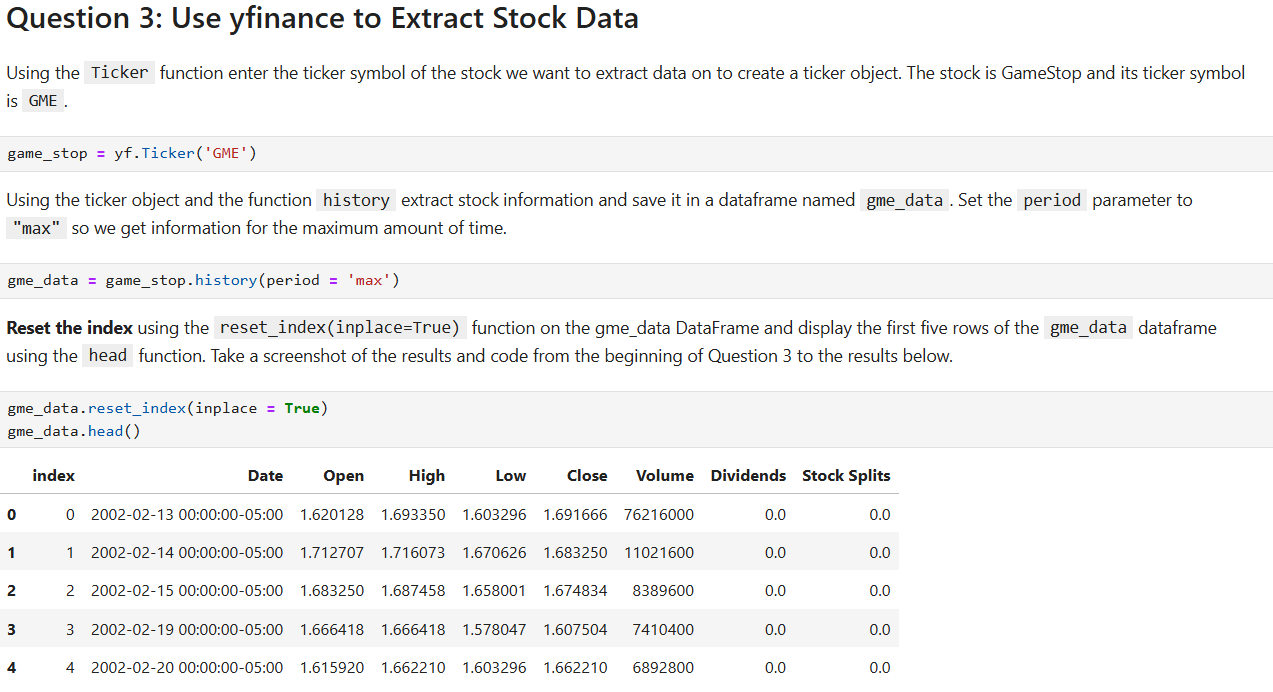 Question 3: Use yfinance to Extract Stock Data
Using the Ticker function enter the ticker symbol of the stock we want to extract data on to create a ticker object. The stock is GameStop and its ticker symbol
is GME .
game_stop = yf.Ticker('GME')
Using the ticker object and the function history extract stock information and save it in a dataframe named gme_data . Set the period parameter to
"max" so we get information for the maximum amount of time.
gme_data = game_stop.history(period = 'max')
Reset the index using the reset_index(inplace=True) function on the gme_data DataFrame and display the first five rows of the gme_data dataframe
using the head function. Take a screenshot of the results and code from the beginning of Question 3 to the results below.
gme_data.reset_index(inplace = True)
gme_data.head()
index Date Open High Low Close Volume Dividends Stock Splits
0 0 2002-02-13 00:00:00-05:00 1.620128 1.693350 1.603296 1.691666 76216000 0.0 0.0
1 1 2002-02-14 00:00:00-05:00 1.712707 1.716073 1.670626 1.683250 11021600 0.0 0.0
2 2 2002-02-15 00:00:00-05:00 1.683250 1.687458 1.658001 1.674834 8389600 0.0 0.0
3 3 2002-02-19 00:00:00-05:00 1.666418 1.666418 1.578047 1.607504 7410400 0.0 0.0
4 4 2002-02-20 00:00:00-05:00 1.615920 1.662210 1.603296 1.662210 6892800 0.0 0.0